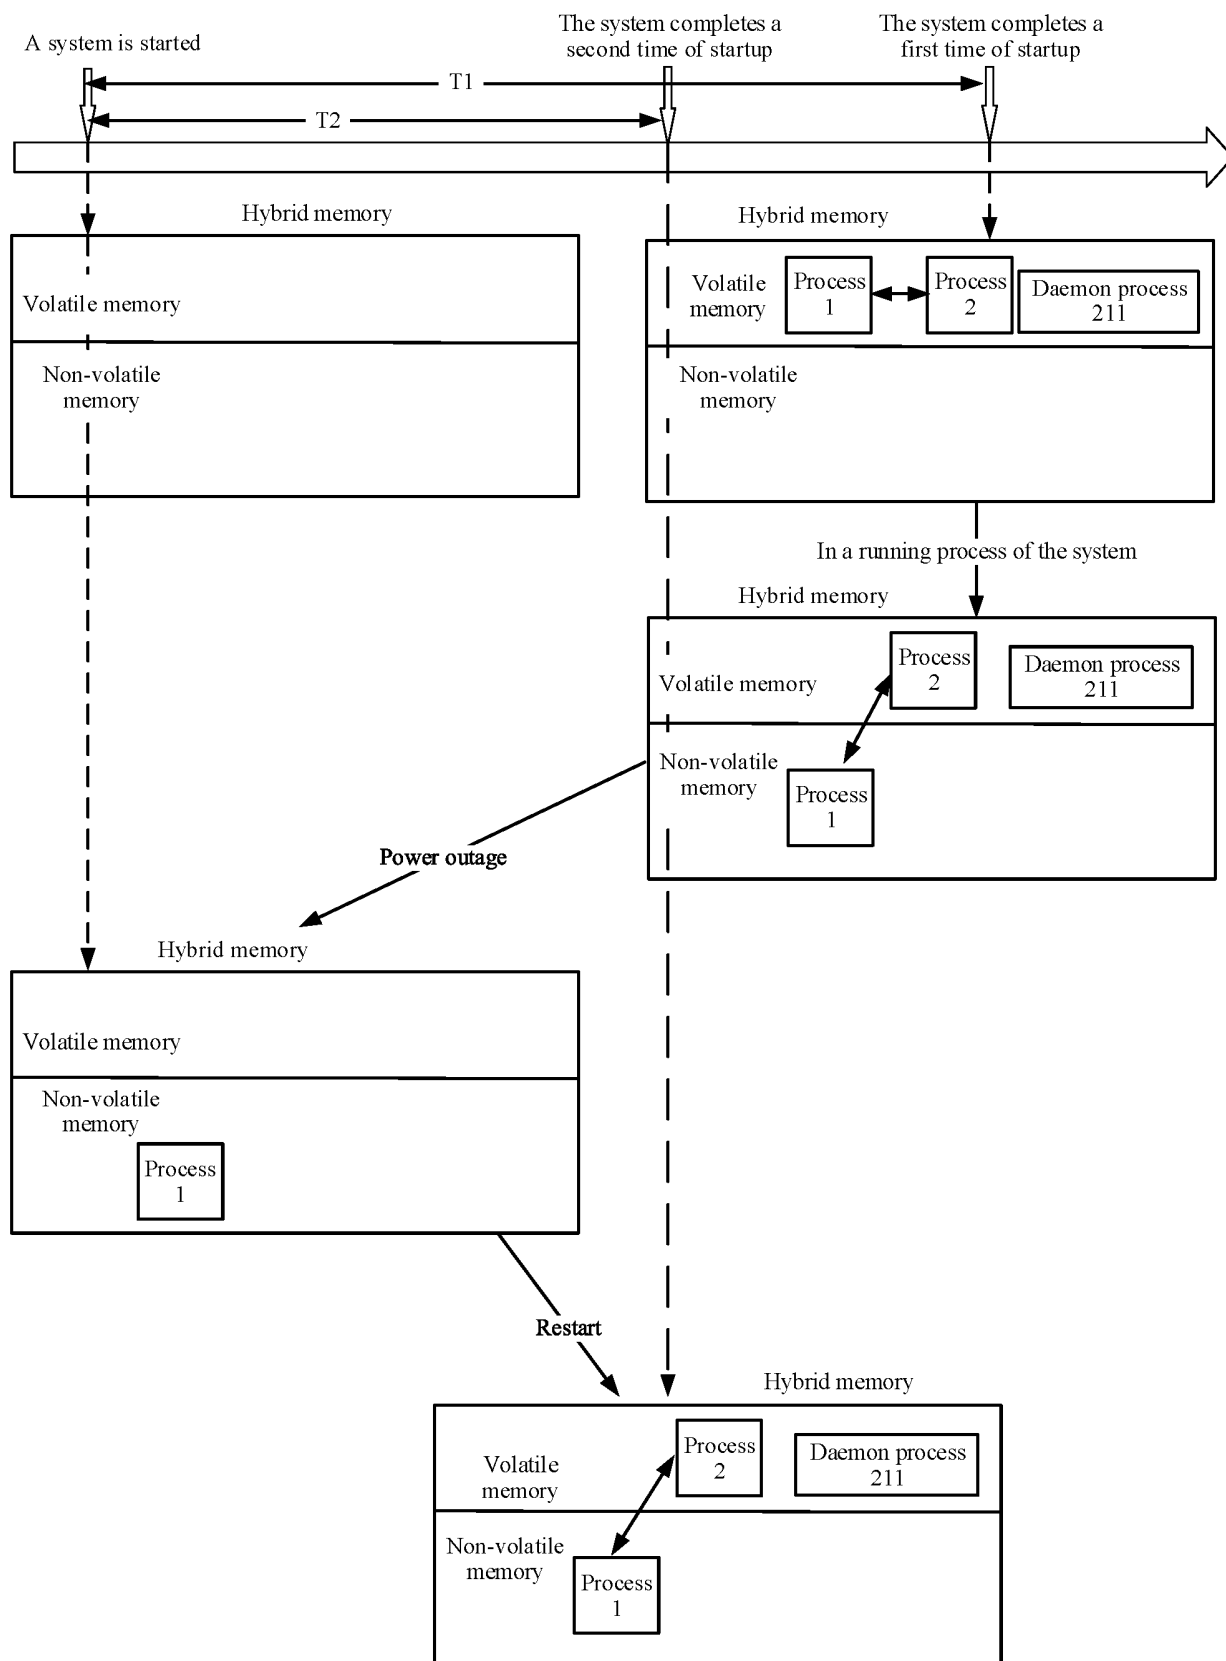 A system is started
The system completes a
second time of startup
The system completes a
first time of startup
T1
T2
Hybrid memory
Volatile memory
Non-volatile
memory
Hybrid memory
Volatile
memory
Process
1
Process
2
Daemon process
211
Non-volatile
memory
In a running process of the system
Hybrid memory
Volatile memory
Process
2
Daemon process
211
Non-volatile
memory
Process
1
Power outage
Hybrid memory
Volatile memory
Non-volatile
memory
Process
1
Restart
Hybrid memory
Volatile
memory
Process
2
Daemon process
211
Non-volatile
memory
Process
1